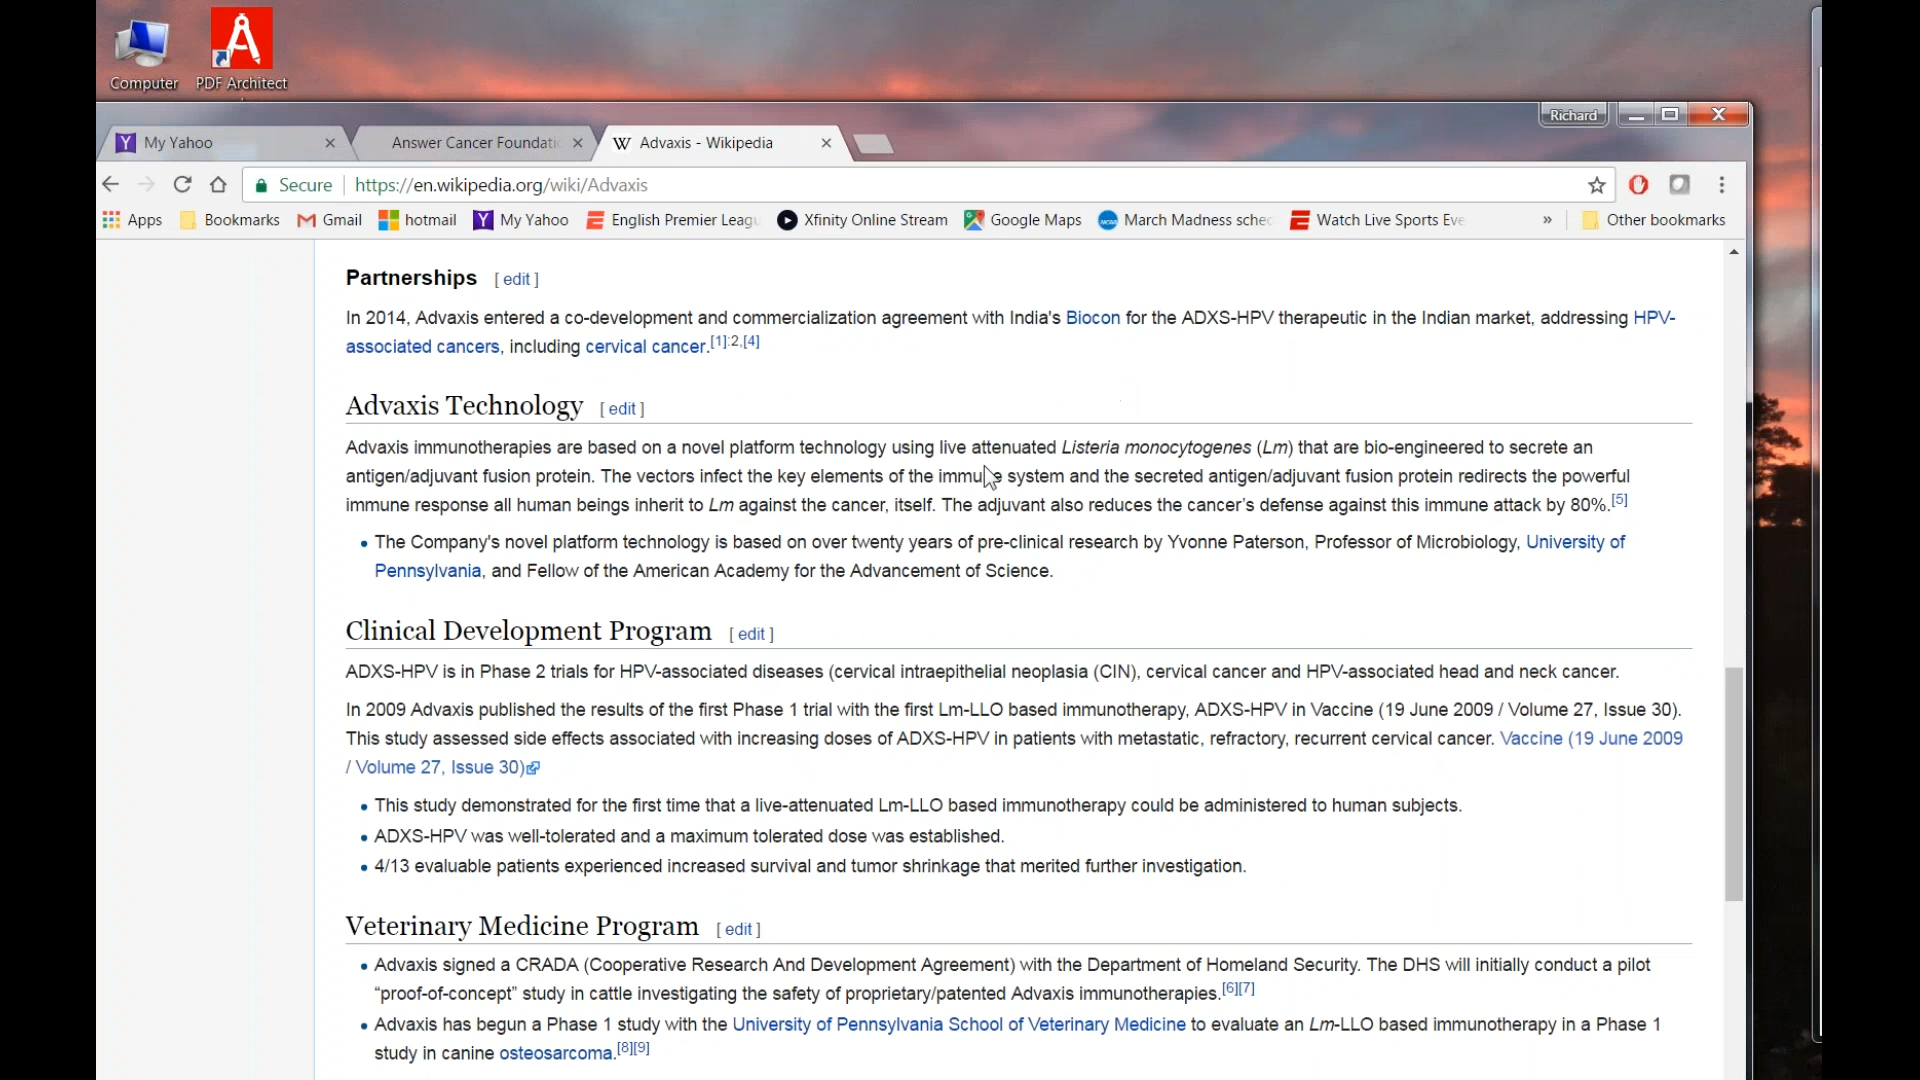 Computer
PDF Architect
Richard
My Yahoo
Answer Cancer Foundatio
Advaxis - Wikipedia
Secure
https://en.wikipedia.org/wiki/Advaxis
Apps
Bookmarks
Gmail
hotmail
My Yahoo
English Premier Leagu
Xfinity Online Stream
Google Maps
March Madness sched
Watch Live Sports Eve
»
Other bookmarks
Partnerships [ edit ]
In 2014, Advaxis entered a co-development and commercialization agreement with India's Biocon for the ADXS-HPV therapeutic in the Indian market, addressing HPV-
associated cancers, including cervical cancer.[1]:2,[4]
Advaxis Technology [ edit ]
Advaxis immunotherapies are based on a novel platform technology using live attenuated Listeria monocytogenes (Lm) that are bio-engineered to secrete an
antigen/adjuvant fusion protein. The vectors infect the key elements of the immune system and the secreted antigen/adjuvant fusion protein redirects the powerful
immune response all human beings inherit to Lm against the cancer, itself. The adjuvant also reduces the cancer’s defense against this immune attack by 80%.[5]
• The Company's novel platform technology is based on over twenty years of pre-clinical research by Yvonne Paterson, Professor of Microbiology, University of
Pennsylvania, and Fellow of the American Academy for the Advancement of Science.
Clinical Development Program [ edit ]
ADXS-HPV is in Phase 2 trials for HPV-associated diseases (cervical intraepithelial neoplasia (CIN), cervical cancer and HPV-associated head and neck cancer.
In 2009 Advaxis published the results of the first Phase 1 trial with the first Lm-LLO based immunotherapy, ADXS-HPV in Vaccine (19 June 2009 / Volume 27, Issue 30).
This study assessed side effects associated with increasing doses of ADXS-HPV in patients with metastatic, refractory, recurrent cervical cancer. Vaccine (19 June 2009
/ Volume 27, Issue 30)
• This study demonstrated for the first time that a live-attenuated Lm-LLO based immunotherapy could be administered to human subjects.
• ADXS-HPV was well-tolerated and a maximum tolerated dose was established.
• 4/13 evaluable patients experienced increased survival and tumor shrinkage that merited further investigation.
Veterinary Medicine Program [ edit ]
• Advaxis signed a CRADA (Cooperative Research And Development Agreement) with the Department of Homeland Security. The DHS will initially conduct a pilot
“proof-of-concept” study in cattle investigating the safety of proprietary/patented Advaxis immunotherapies.[6][7]
• Advaxis has begun a Phase 1 study with the University of Pennsylvania School of Veterinary Medicine to evaluate an Lm-LLO based immunotherapy in a Phase 1
study in canine osteosarcoma.[8][9]